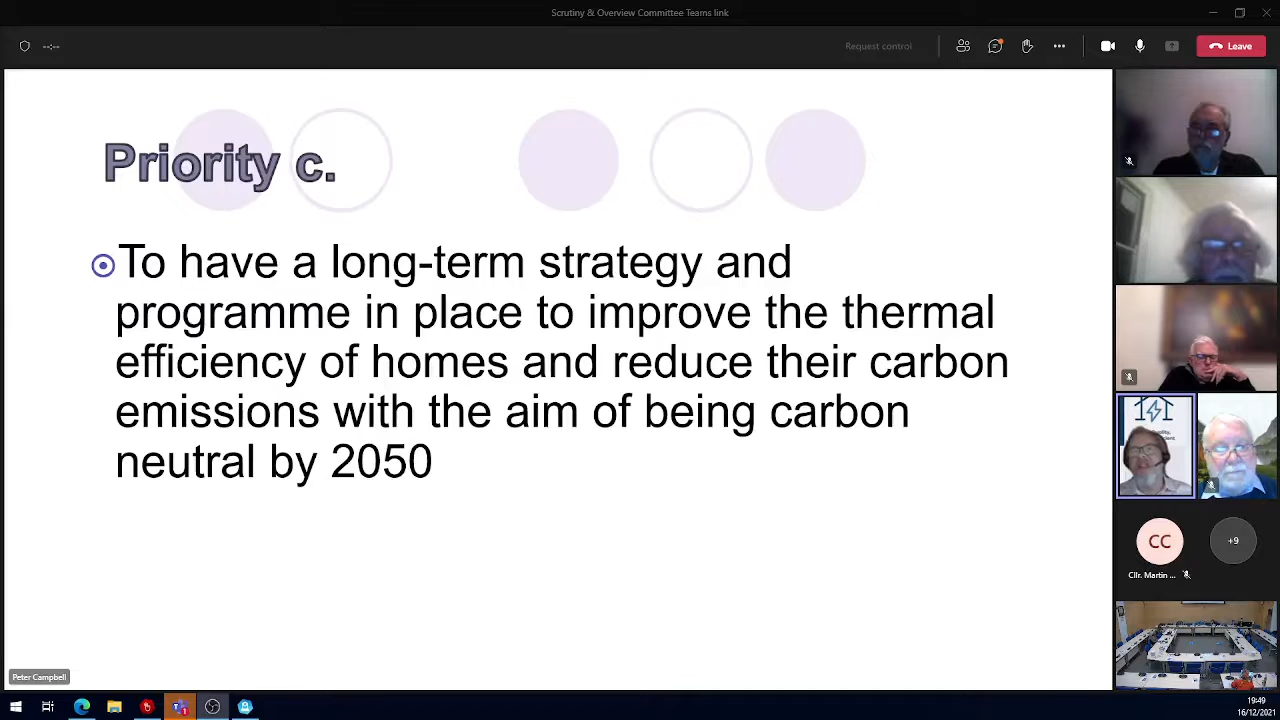 Scrutiny & Overview Committee Teams link
--:--
Request control
Leave
Priority c.
To have a long-term strategy and
programme in place to improve the thermal
efficiency of homes and reduce their carbon
emissions with the aim of being carbon
neutral by 2050
CC
+9
Cllr. Martin ...
Peter Campbell
19:49
16/12/2021